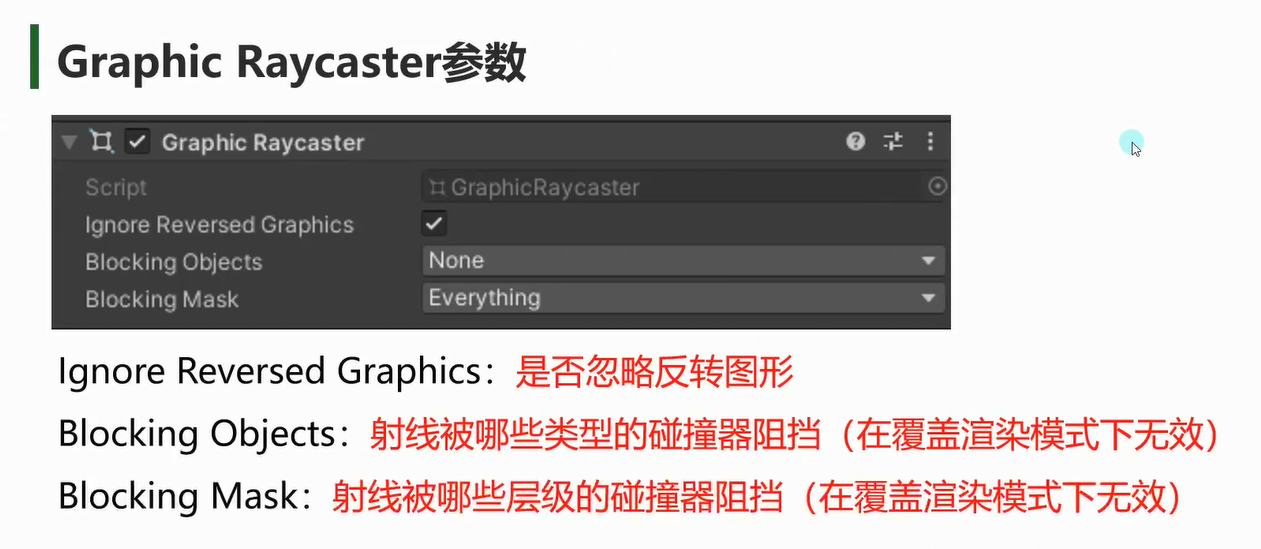 Graphic Raycaster参数
Graphic Raycaster
Script GraphicRaycaster
Ignore Reversed Graphics
Blocking Objects None
Blocking Mask Everything
Ignore Reversed Graphics：是否忽略反转图形
Blocking Objects：射线被哪些类型的碰撞器阻挡（在覆盖渲染模式下无效）
Blocking Mask：射线被哪些层级的碰撞器阻挡（在覆盖渲染模式下无效）